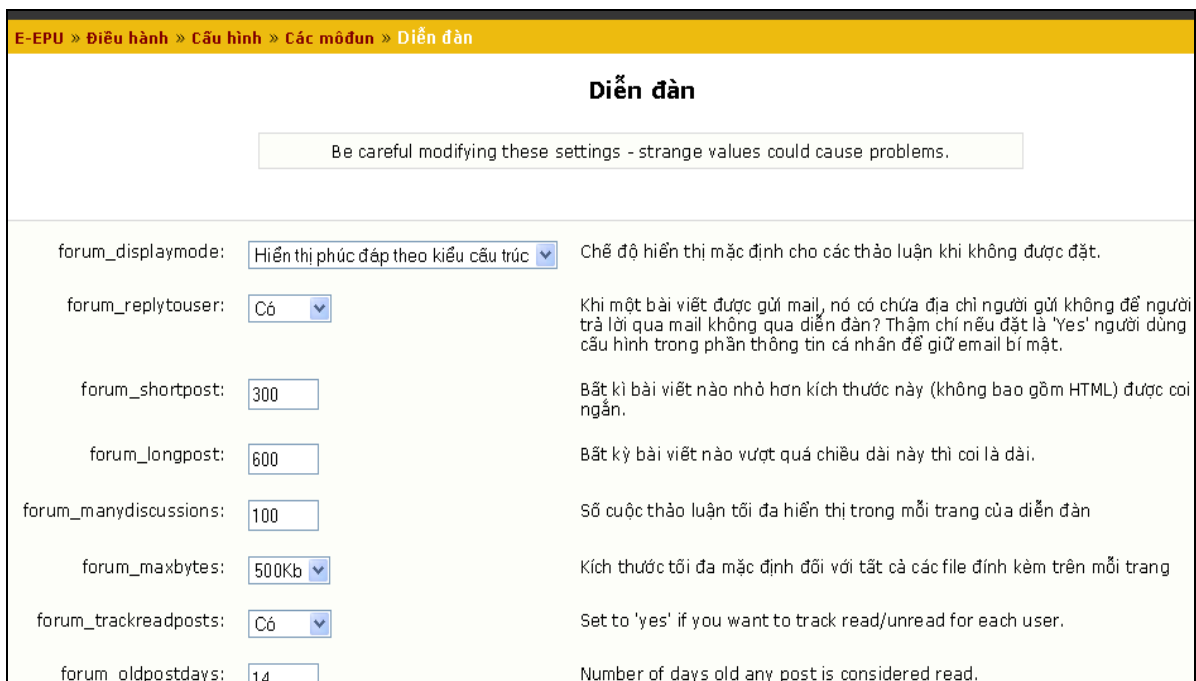 E-EPU » Điều hành » Cấu hình » Các môđun » Diễn đàn
Diễn đàn
Be careful modifying these settings - strange values could cause problems.
forum_displaymode: Hiển thị phúc đáp theo kiểu cấu trúc Chế độ hiển thị mặc định cho các thảo luận khi không được đặt.
forum_replytouser: Có Khi một bài viết được gửi mail, nó có chứa địa chỉ người gửi không để người
trả lời qua mail không qua diễn đàn? Thậm chí nếu đặt là 'Yes' người dùng
cấu hình trong phần thông tin cá nhân để giữ email bí mật.
forum_shortpost: 300 Bất kì bài viết nào nhỏ hơn kích thước này (không bao gồm HTML) được coi
ngắn.
forum_longpost: 600 Bất kỳ bài viết nào vượt quá chiều dài này thì coi là dài.
forum_manydiscussions: 100 Số cuộc thảo luận tối đa hiển thị trong mỗi trang của diễn đàn
forum_maxbytes: 500Kb Kích thước tối đa mặc định đối với tất cả các file đính kèm trên mỗi trang
forum_trackreadposts: Có Set to 'yes' if you want to track read/unread for each user.
forum_oldpostdays: 14 Number of days old any post is considered read.